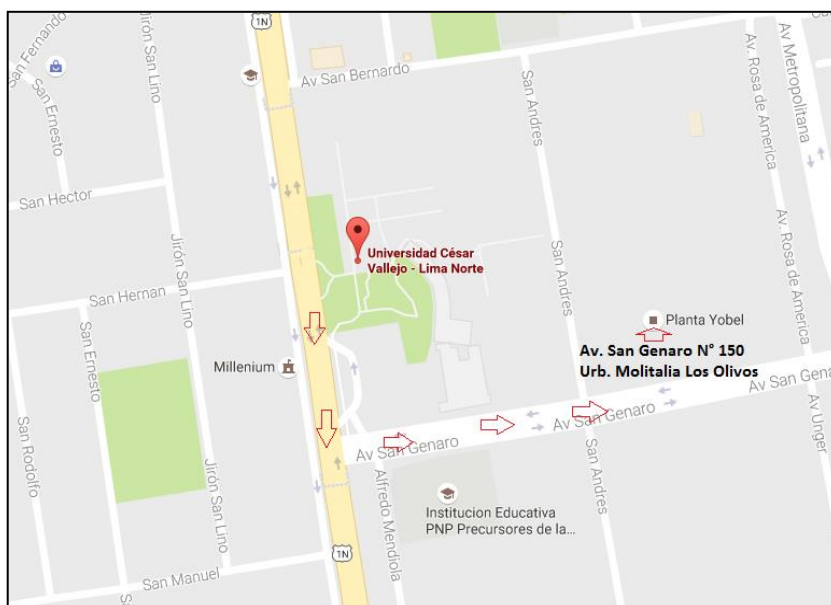 1N
San Fernando
San Ernesto
Jirón San Lino
Av San Bernardo
San Andres
Av. Rosa de America
Av Metropolitana
San Hector
Jirón San Lino
Universidad César
Vallejo - Lima Norte
San Andres
Av. Rosa de America
San Hernan
Planta Yobel
Av. San Genaro N° 150
Urb. Molitalia Los Olivos
Millenium
San Ernesto
Av San Genaro
Av San Gena
Av San Genaro
Av Unger
San Rodolfo
Jirón San Lino
Alfredo Mendiola
San Andres
Institucion Educativa
PNP Precursores de la...
1N
San Manuel